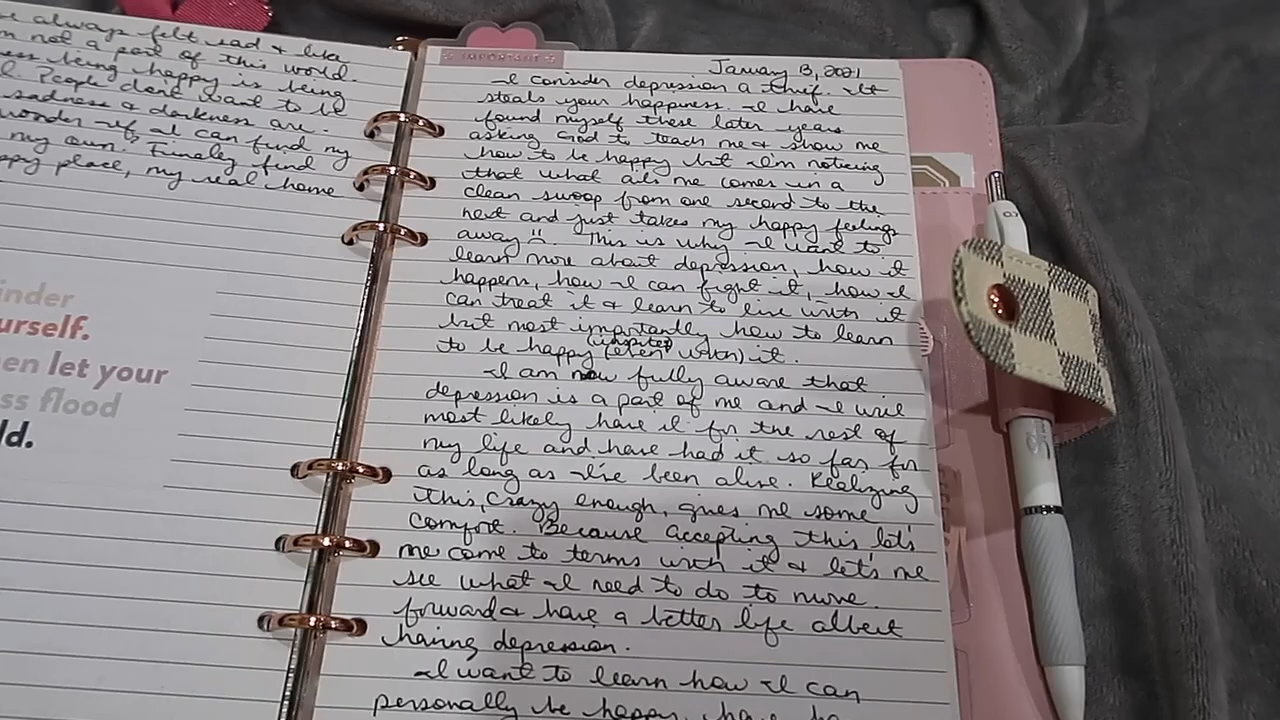 e always felt sad & like
m not a part of this world.
ess being happy is being
l. People dont want to be
sadness & darkness are.
wonder if I can find my
my own? Finaley find
ppy place, my real home
inder
urself.
en let your
ss flood
ld.
IMPORTANT
January 13, 2021
I consider depression a thief. It
steals your happiness. I have
found myself these later years
asking God to teach me & show me
how to be happy but I'm noticing
that what ails me comes in a
clean swoop from one second to the
next and just takes my happy feelings
away. This is why I want to
learn more about depression, how it
happens, how I can fight it, how I
can treat it & learn to live with it
but most importantly how to learn
(inspite)
to be happy (even with) it.
I am now fully aware that
depression is a part of me and I will
most likely have it for the rest of
my life and have had it so far for
as long as I've been alive. Realizing
this, crazy enough, gives me some
comfort. Because accepting this let's
me come to terms with it & let's me
see what I need to do to move
forward & have a better life albeit
having depression.
I want to learn how I can
personally be happy, have